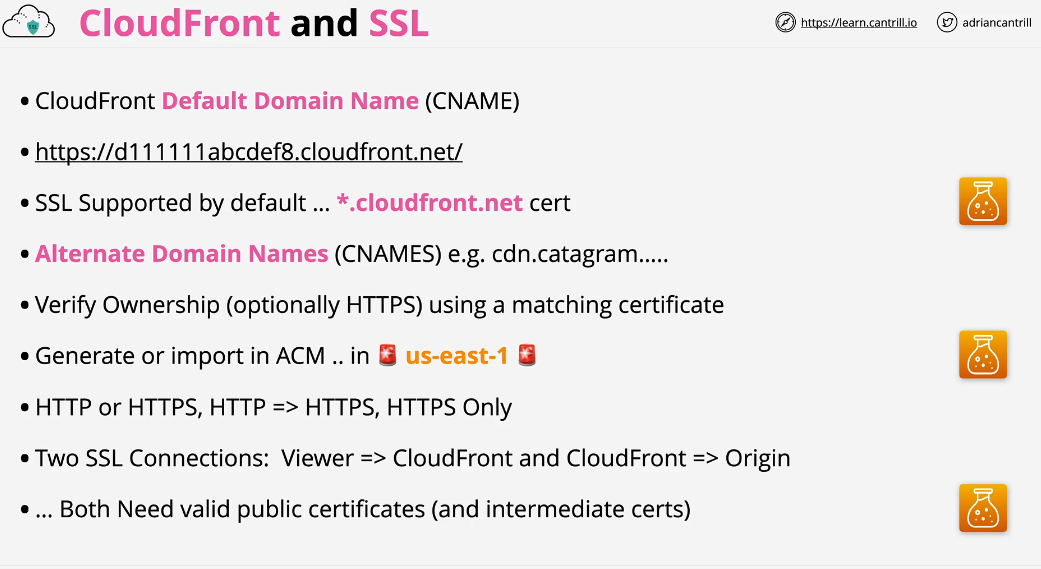 SSL
CloudFront and SSL
https://learn.cantrill.io
adriancantrill
• CloudFront Default Domain Name (CNAME)
• https://d111111abcdef8.cloudfront.net/
• SSL Supported by default ... *.cloudfront.net cert
• Alternate Domain Names (CNAMES) e.g. cdn.catagram.....
• Verify Ownership (optionally HTTPS) using a matching certificate
• Generate or import in ACM .. in 🚨 us-east-1 🚨
• HTTP or HTTPS, HTTP => HTTPS, HTTPS Only
• Two SSL Connections: Viewer => CloudFront and CloudFront => Origin
• ... Both Need valid public certificates (and intermediate certs)